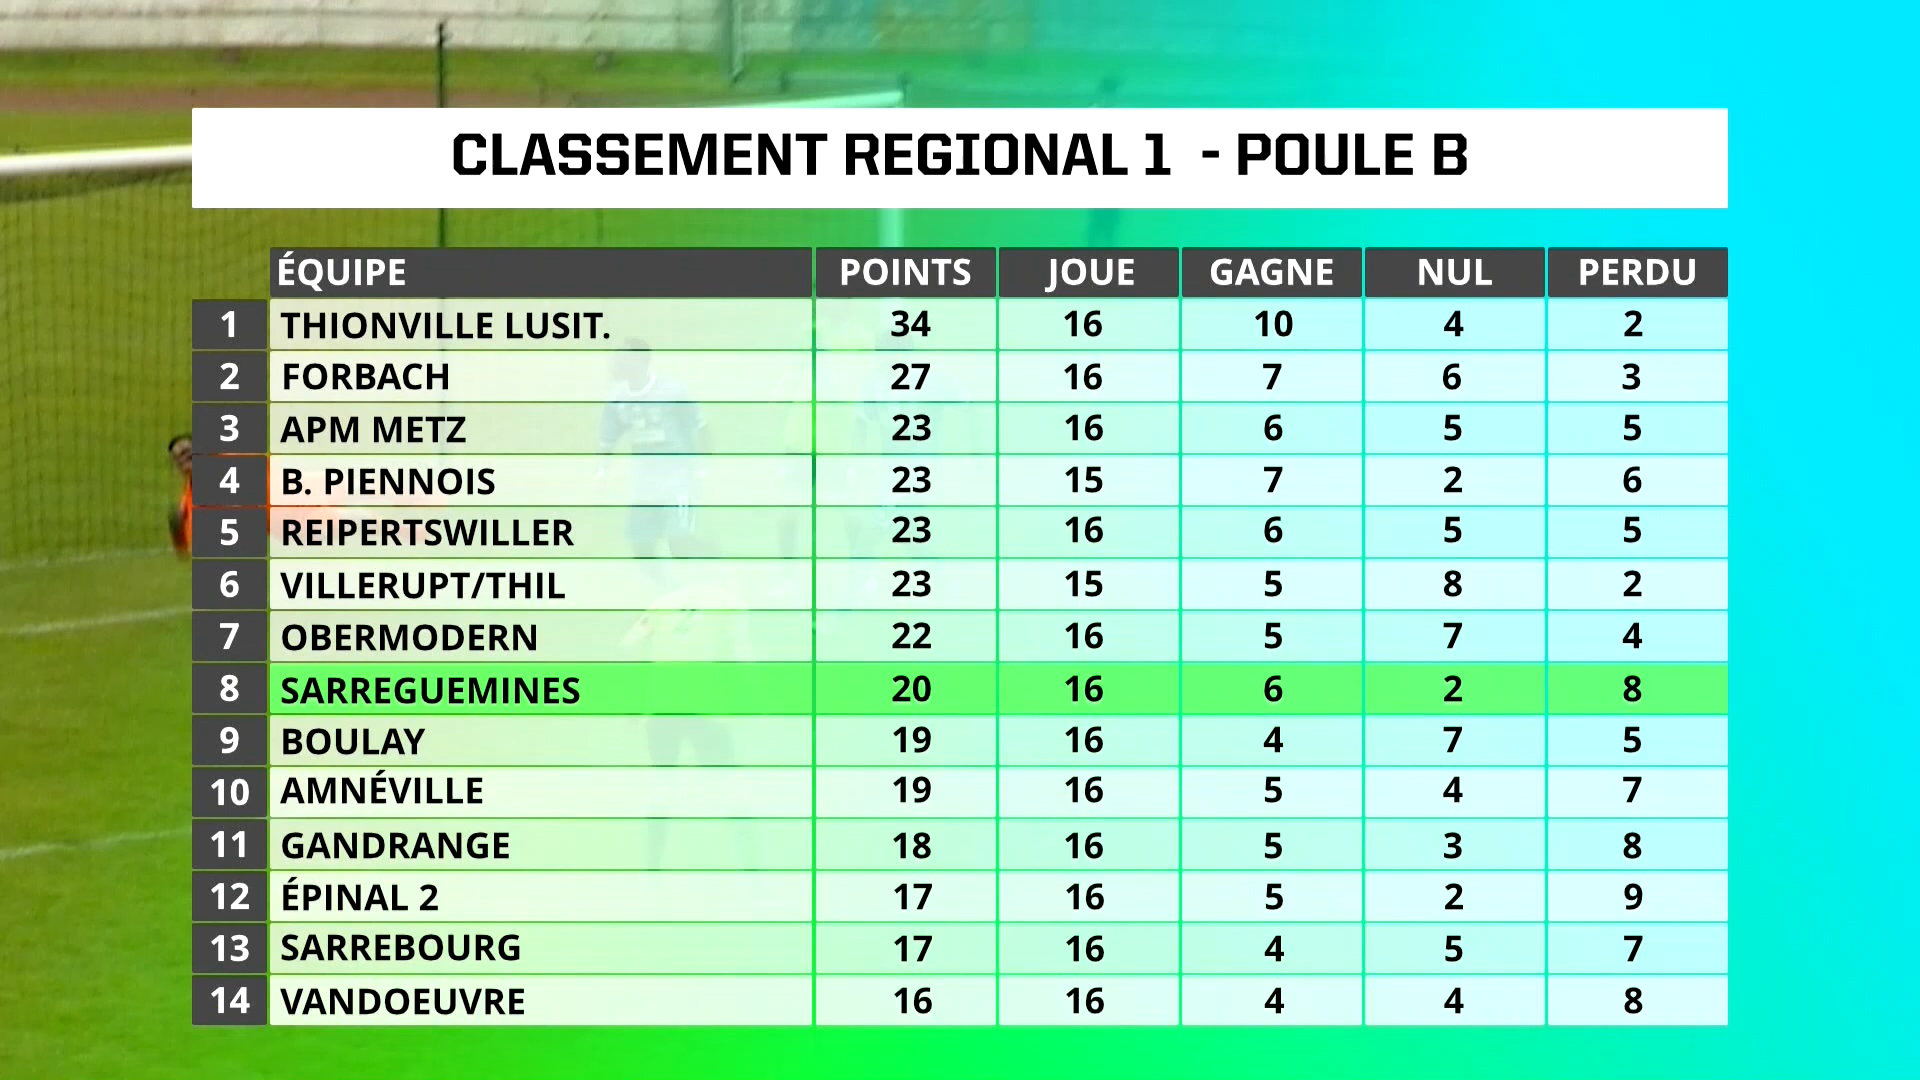 CLASSEMENT REGIONAL 1 - POULE B
ÉQUIPE POINTS JOUE GAGNE NUL PERDU
1 THIONVILLE LUSIT. 34 16 10 4 2
2 FORBACH 27 16 7 6 3
3 APM METZ 23 16 6 5 5
4 B. PIENNOIS 23 15 7 2 6
5 REIPERTSWILLER 23 16 6 5 5
6 VILLERUPT/THIL 23 15 5 8 2
7 OBERMODERN 22 16 5 7 4
8 SARREGUEMINES 20 16 6 2 8
9 BOULAY 19 16 4 7 5
10 AMNÉVILLE 19 16 5 4 7
11 GANDRANGE 18 16 5 3 8
12 ÉPINAL 2 17 16 5 2 9
13 SARREBOURG 17 16 4 5 7
14 VANDOEUVRE 16 16 4 4 8